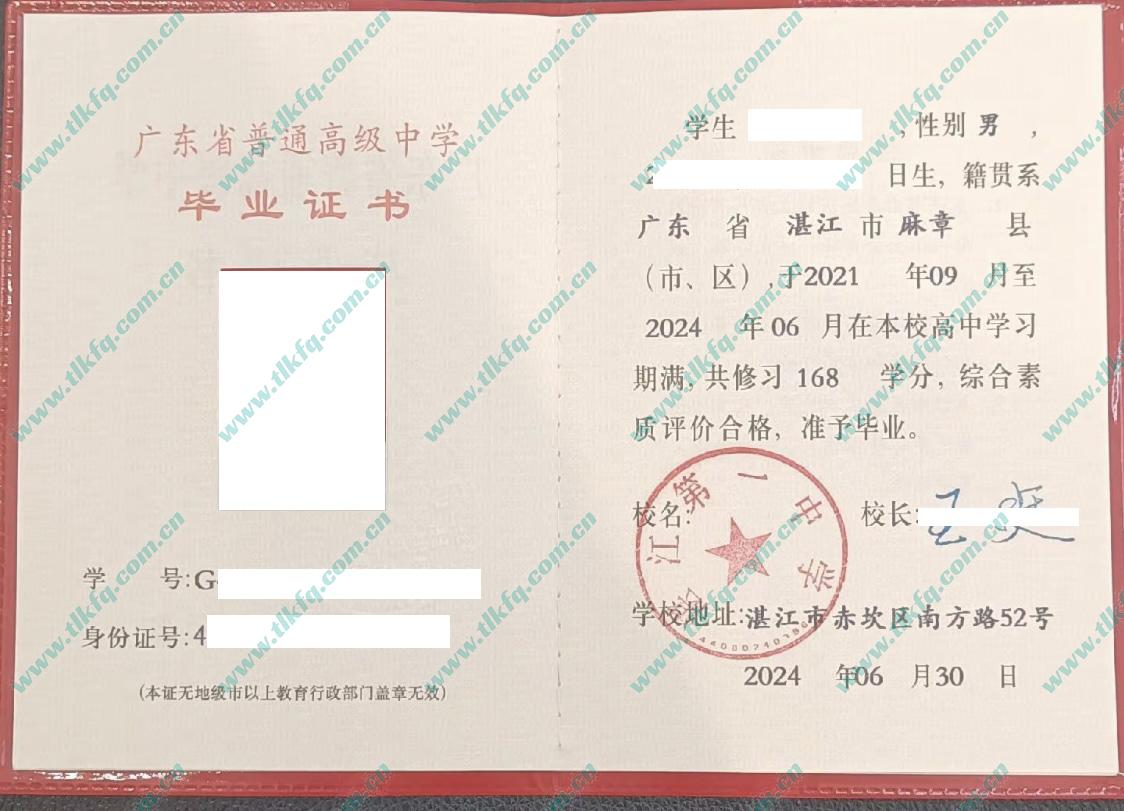 广东省普通高级中学
毕业证书
学 号:G
身份证号:4
(本证无地级市以上教育行政部门盖章无效)
学生 ,性别 男 ,
日生, 籍贯系
广东 省 湛江 市 麻章 县
(市、区),于2021 年09 月至
2024 年 06 月在本校高中学习
期满, 共修习 168 学分, 综合素
质评价合格, 准予毕业。
校名: 校长:
湛江第一中学
学校地址:湛江市赤坎区南方路52号
2024 年06 月30 日
www.tlkfq.com.cn